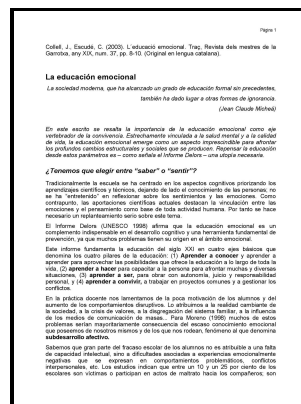 Página 1
Collell, J., Escudé, C. (2003). L'educació emocional. Traç, Revista dels mestres de la
Garrotxa, any XIX, num. 37, pp. 8-10. (Original en lengua catalana).
La educación emocional
La sociedad moderna, que ha alcanzado un grado de educación formal sin precedentes,
también ha dado lugar a otras formas de ignorancia.
(Jean Claude Micheá)
En este escrito se resalta la importancia de la educación emocional como eje
vertebrador de la convivencia. Estrechamente vinculada a la salud mental y a la calidad
de vida, la educación emocional emerge como un aspecto imprescindible para afrontar
los profundos cambios estructurales y sociales que se producen. Repensar la educación
desde estos parámetros es – como señala el Informe Delors – una utopía necesaria.
¿Tenemos que elegir entre “saber” o “sentir”?
Tradicionalmente la escuela se ha centrado en los aspectos cognitivos priorizando los
aprendizajes científicos y técnicos, dejando de lado el conocimiento de las personas; no
se ha “entretenido” en reflexionar sobre los sentimientos y las emociones. Como
contrapunto, las aportaciones científicas actuales destacan la vinculación entre las
emociones y el pensamiento como base de toda actividad humana. Por tanto se hace
necesario un replanteamiento serio sobre este tema.
El Informe Delors (UNESCO 1998) afirma que la educación emocional es un
complemento indispensable en el desarrollo cognitivo y una herramienta fundamental de
prevención, ya que muchos problemas tienen su origen en el ámbito emocional.
Este informe fundamenta la educación del siglo XXI en cuatro ejes básicos que
denomina los cuatro pilares de la educación: (1) Aprender a conocer y aprender a
aprender para aprovechar las posibilidades que ofrece la educación a lo largo de toda la
vida, (2) aprender a hacer para capacitar a la persona para afrontar muchas y diversas
situaciones, (3) aprender a ser, para obrar con autonomía, juicio y responsabilidad
personal, y (4) aprender a convivir, a trabajar en proyectos comunes y a gestionar los
conflictos.
En la práctica docente nos lamentamos de la poca motivación de los alumnos y del
aumento de los comportamientos disruptivos. Lo atribuimos a la realidad cambiante de
la sociedad, a la crisis de valores, a la disgregación del sistema familiar, a la influencia
de los medios de comunicación de masas... Para Moreno (1998) muchos de estos
problemas serían mayoritariamente consecuencia del escaso conocimiento emocional
que poseemos de nosotros mismos y de los que nos rodean, fenómeno al que denomina
subdesarrollo afectivo.
Sabemos que gran parte del fracaso escolar de los alumnos no es atribuible a una falta
de capacidad intelectual, sino a dificultades asociadas a experiencias emocionalmente
negativas que se expresan en comportamientos problemáticos, conflictos
interpersonales, etc. Los estudios indican que entre un 10 y un 25 por ciento de los
escolares son víctimas o participan en actos de maltrato hacia los compañeros; son